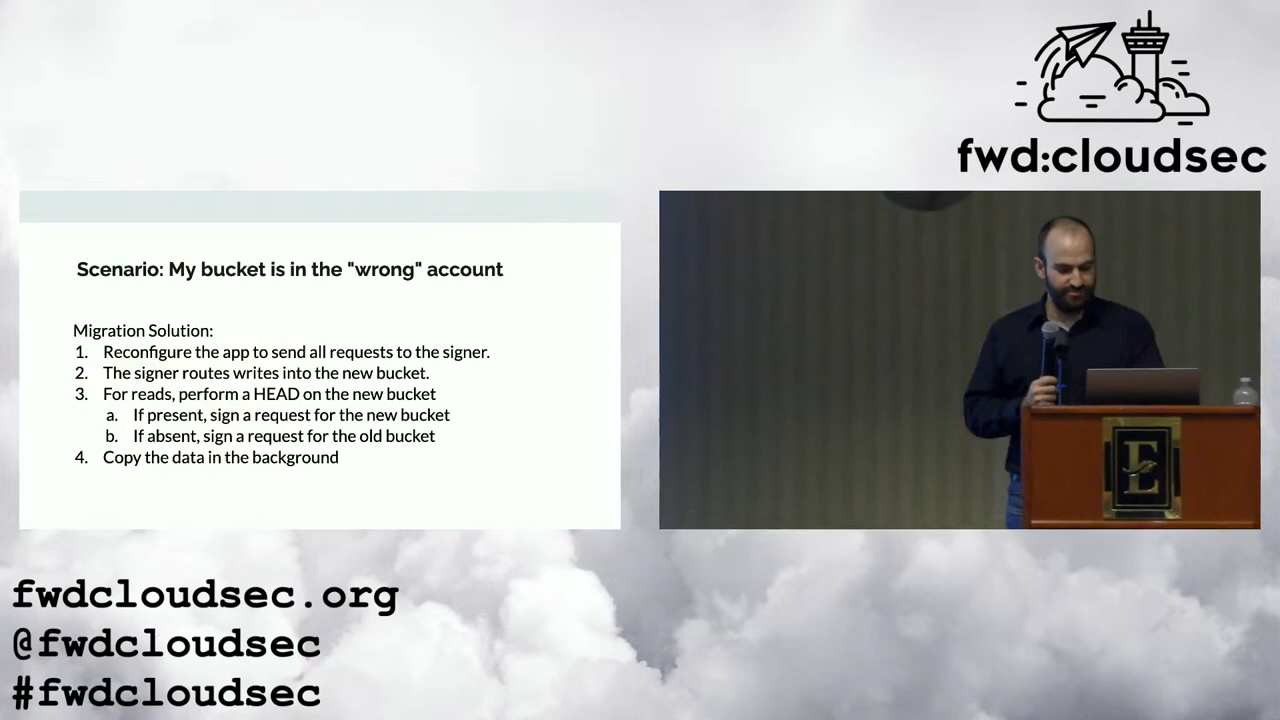 fwd:cloudsec
Scenario: My bucket is in the "wrong" account
Migration Solution:
1. Reconfigure the app to send all requests to the signer.
2. The signer routes writes into the new bucket.
3. For reads, perform a HEAD on the new bucket
a. If present, sign a request for the new bucket
b. If absent, sign a request for the old bucket
4. Copy the data in the background
E
fwdcloudsec.org
@fwdcloudsec
#fwdcloudsec